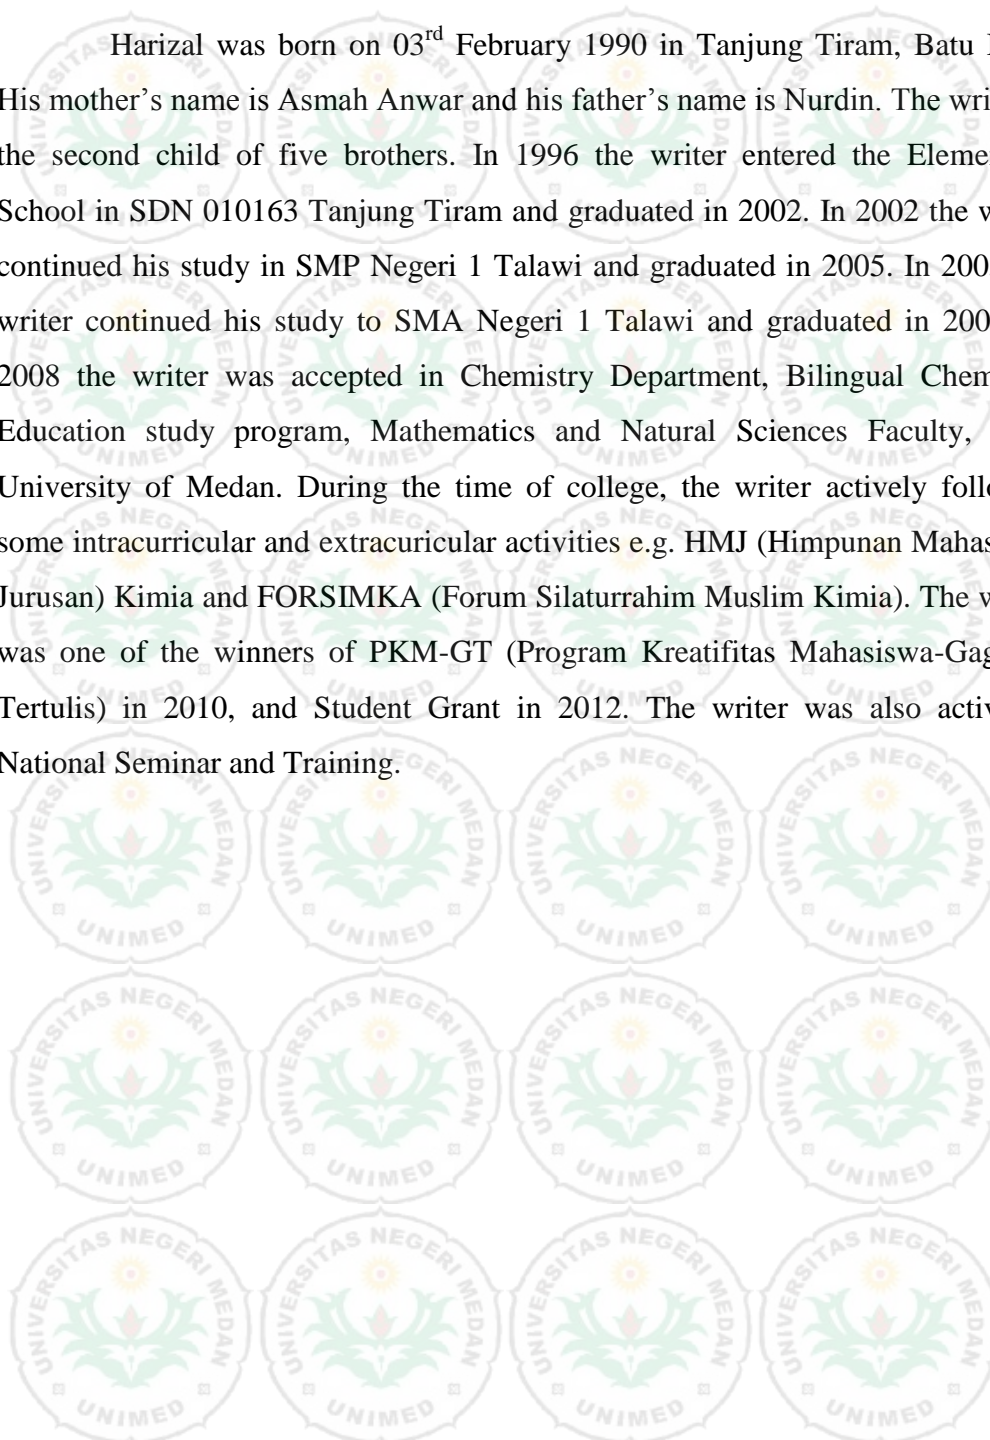 Harizal was born on 03rd February 1990 in Tanjung Tiram, Batu
His mother's name is Asmah Anwar and his father's name is Nurdin. The wri
the second child of five brothers. In 1996 the writer entered the Eleme
School in SDN 010163 Tanjung Tiram and graduated in 2002. In 2002 the w
continued his study in SMP Negeri 1 Talawi and graduated in 2005. In 200
writer continued his study to SMA Negeri 1 Talawi and graduated in 200
2008 the writer was accepted in Chemistry Department, Bilingual Chem
Education study program, Mathematics and Natural Sciences Faculty,
University of Medan. During the time of college, the writer actively follo
some intracurricular and extracuricular activities e.g. HMJ (Himpunan Mahas
Jurusan) Kimia and FORSIMKA (Forum Silaturrahim Muslim Kimia). The w
was one of the winners of PKM-GT (Program Kreatifitas Mahasiswa-Gag
Tertulis) in 2010, and Student Grant in 2012. The writer was also activ
National Seminar and Training.
UNIVERSITAS NEGERI MEDAN
UNIMED